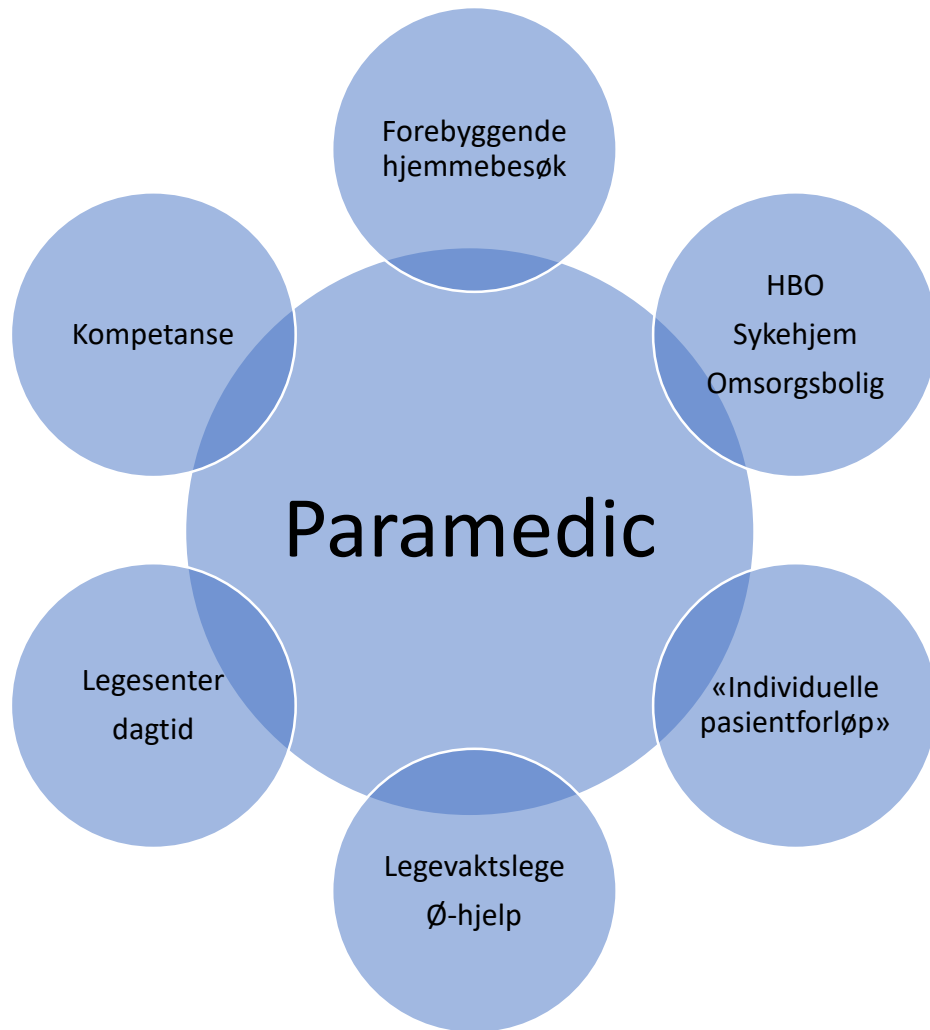 Forebyggende
hjemmebesøk
HBO
Sykehjem
Omsorgsbolig
Kompetanse
Paramedic
«Individuelle
pasientforløp»
Legesenter
dagtid
Legevaktslege
Ø-hjelp